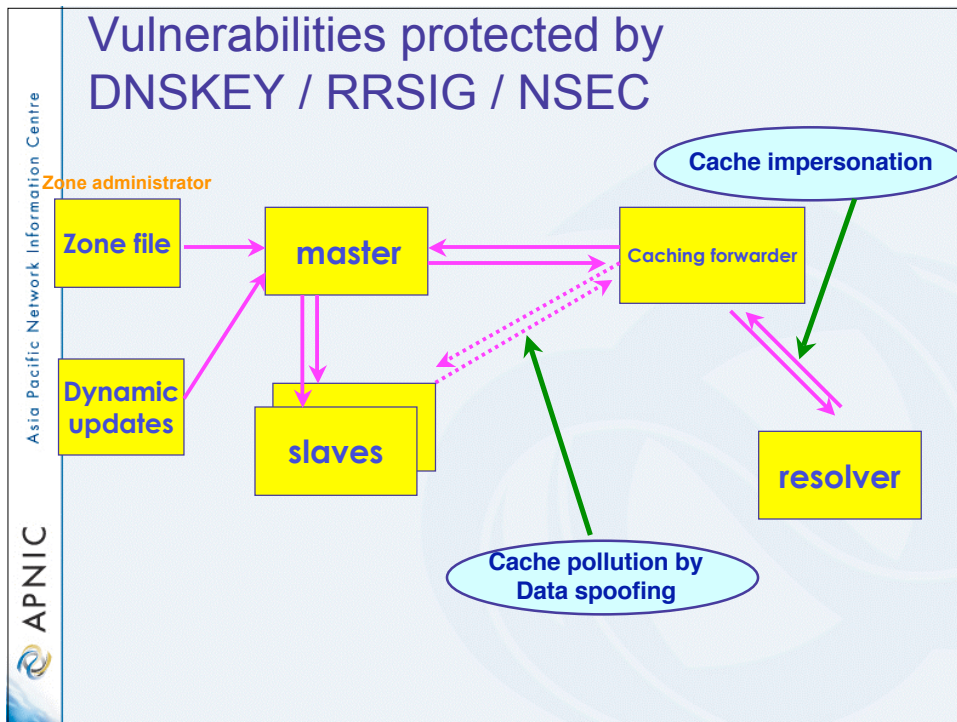 Vulnerabilities protected by
DNSKEY / RRSIG / NSEC
Asia Pacific Network Information Centre
APNIC
Cache impersonation
Zone administrator
Zone file
master
Caching forwarder
Dynamic
updates
slaves
resolver
Cache pollution by
Data spoofing